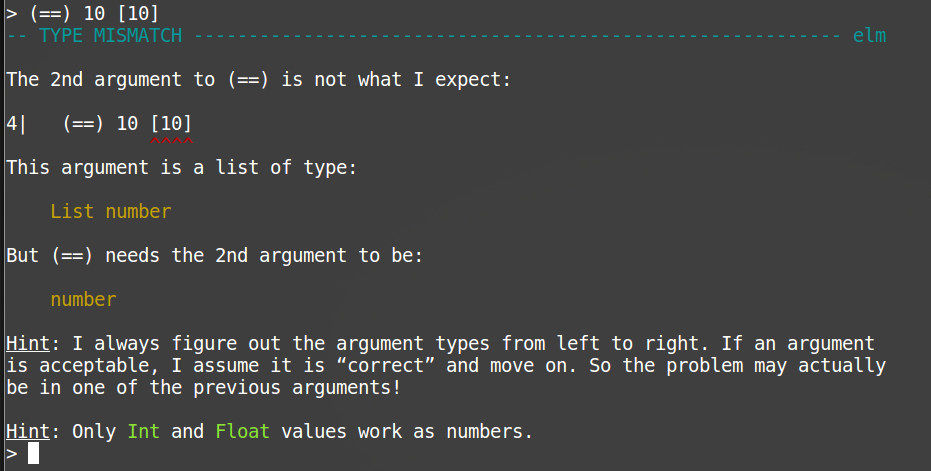 > (==) 10 [10]
-- TYPE MISMATCH ----------------------------------------------------------- elm
The 2nd argument to (==) is not what I expect:
4|   (==) 10 [10]
             ^^^^
This argument is a list of type:
    List number
But (==) needs the 2nd argument to be:
    number
Hint: I always figure out the argument types from left to right. If an argument
is acceptable, I assume it is “correct” and move on. So the problem may actually
be in one of the previous arguments!
Hint: Only Int and Float values work as numbers.
>